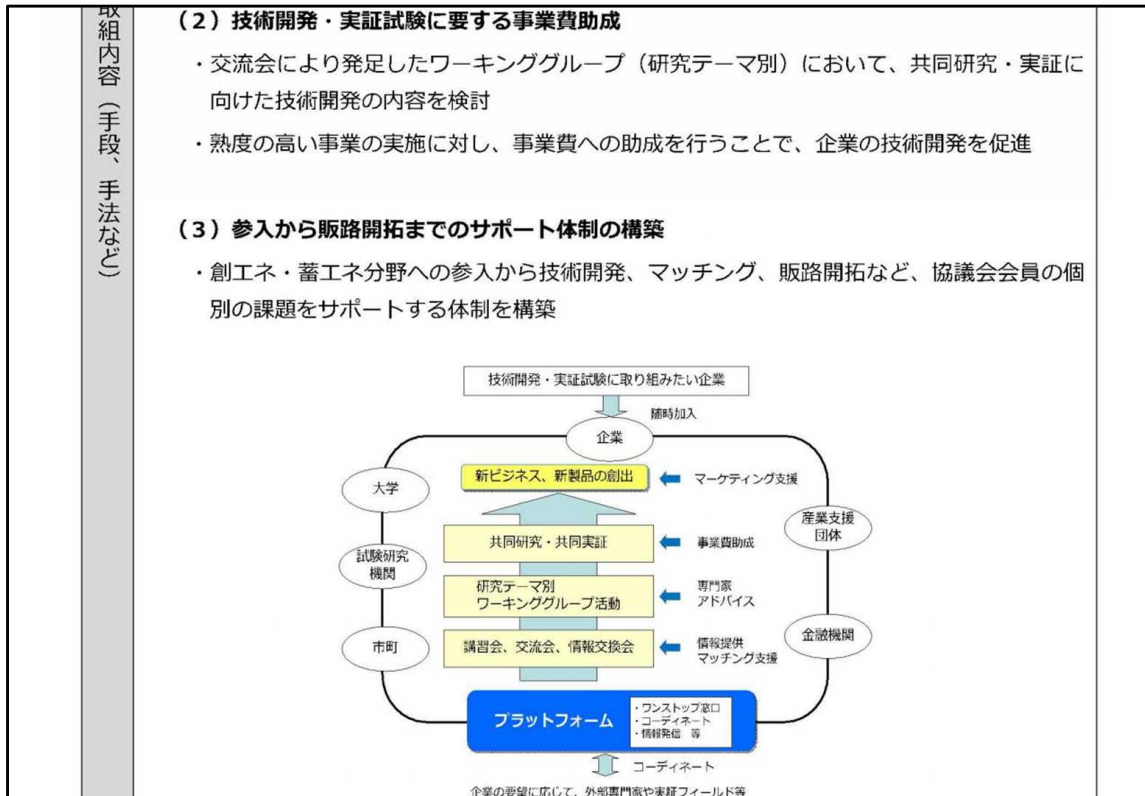 取組内容（手段、手法など）
（２）技術開発・実証試験に要する事業費助成
・交流会により発足したワーキンググループ（研究テーマ別）において、共同研究・実証に
向けた技術開発の内容を検討
・熟度の高い事業の実施に対し、事業費への助成を行うことで、企業の技術開発を促進
（３）参入から販路開拓までのサポート体制の構築
・創エネ・蓄エネ分野への参入から技術開発、マッチング、販路開拓など、協議会会員の個
別の課題をサポートする体制を構築
技術開発・実証試験に取り組みたい企業
随時加入
企業
新ビジネス、新製品の創出
マーケティング支援
大学
共同研究・共同実証
事業費助成
産業支援
団体
試験研究
機関
研究テーマ別
ワーキンググループ活動
専門家
アドバイス
市町
講習会、交流会、情報交換会
情報提供
マッチング支援
金融機関
プラットフォーム
・ワンストップ窓口
・コーディネート
・情報発信　等
コーディネート
企業の要望に応じて、外部専門家や実証フィールド等